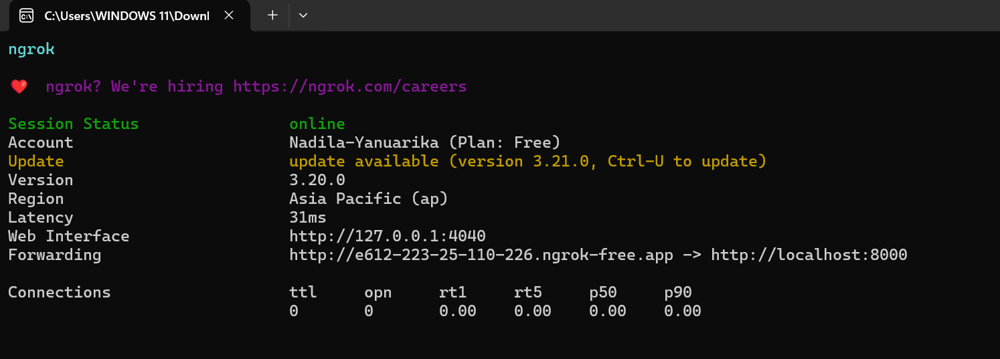 C:\Users\WINDOWS 11\Downl
ngrok
❤️ ngrok? We're hiring https://ngrok.com/careers
Session Status online
Account Nadila-Yanuarika (Plan: Free)
Update update available (version 3.21.0, Ctrl-U to update)
Version 3.20.0
Region Asia Pacific (ap)
Latency 31ms
Web Interface http://127.0.0.1:4040
Forwarding http://e612-223-25-110-226.ngrok-free.app -> http://localhost:8000
Connections ttl opn rt1 rt5 p50 p90
0 0 0.00 0.00 0.00 0.00